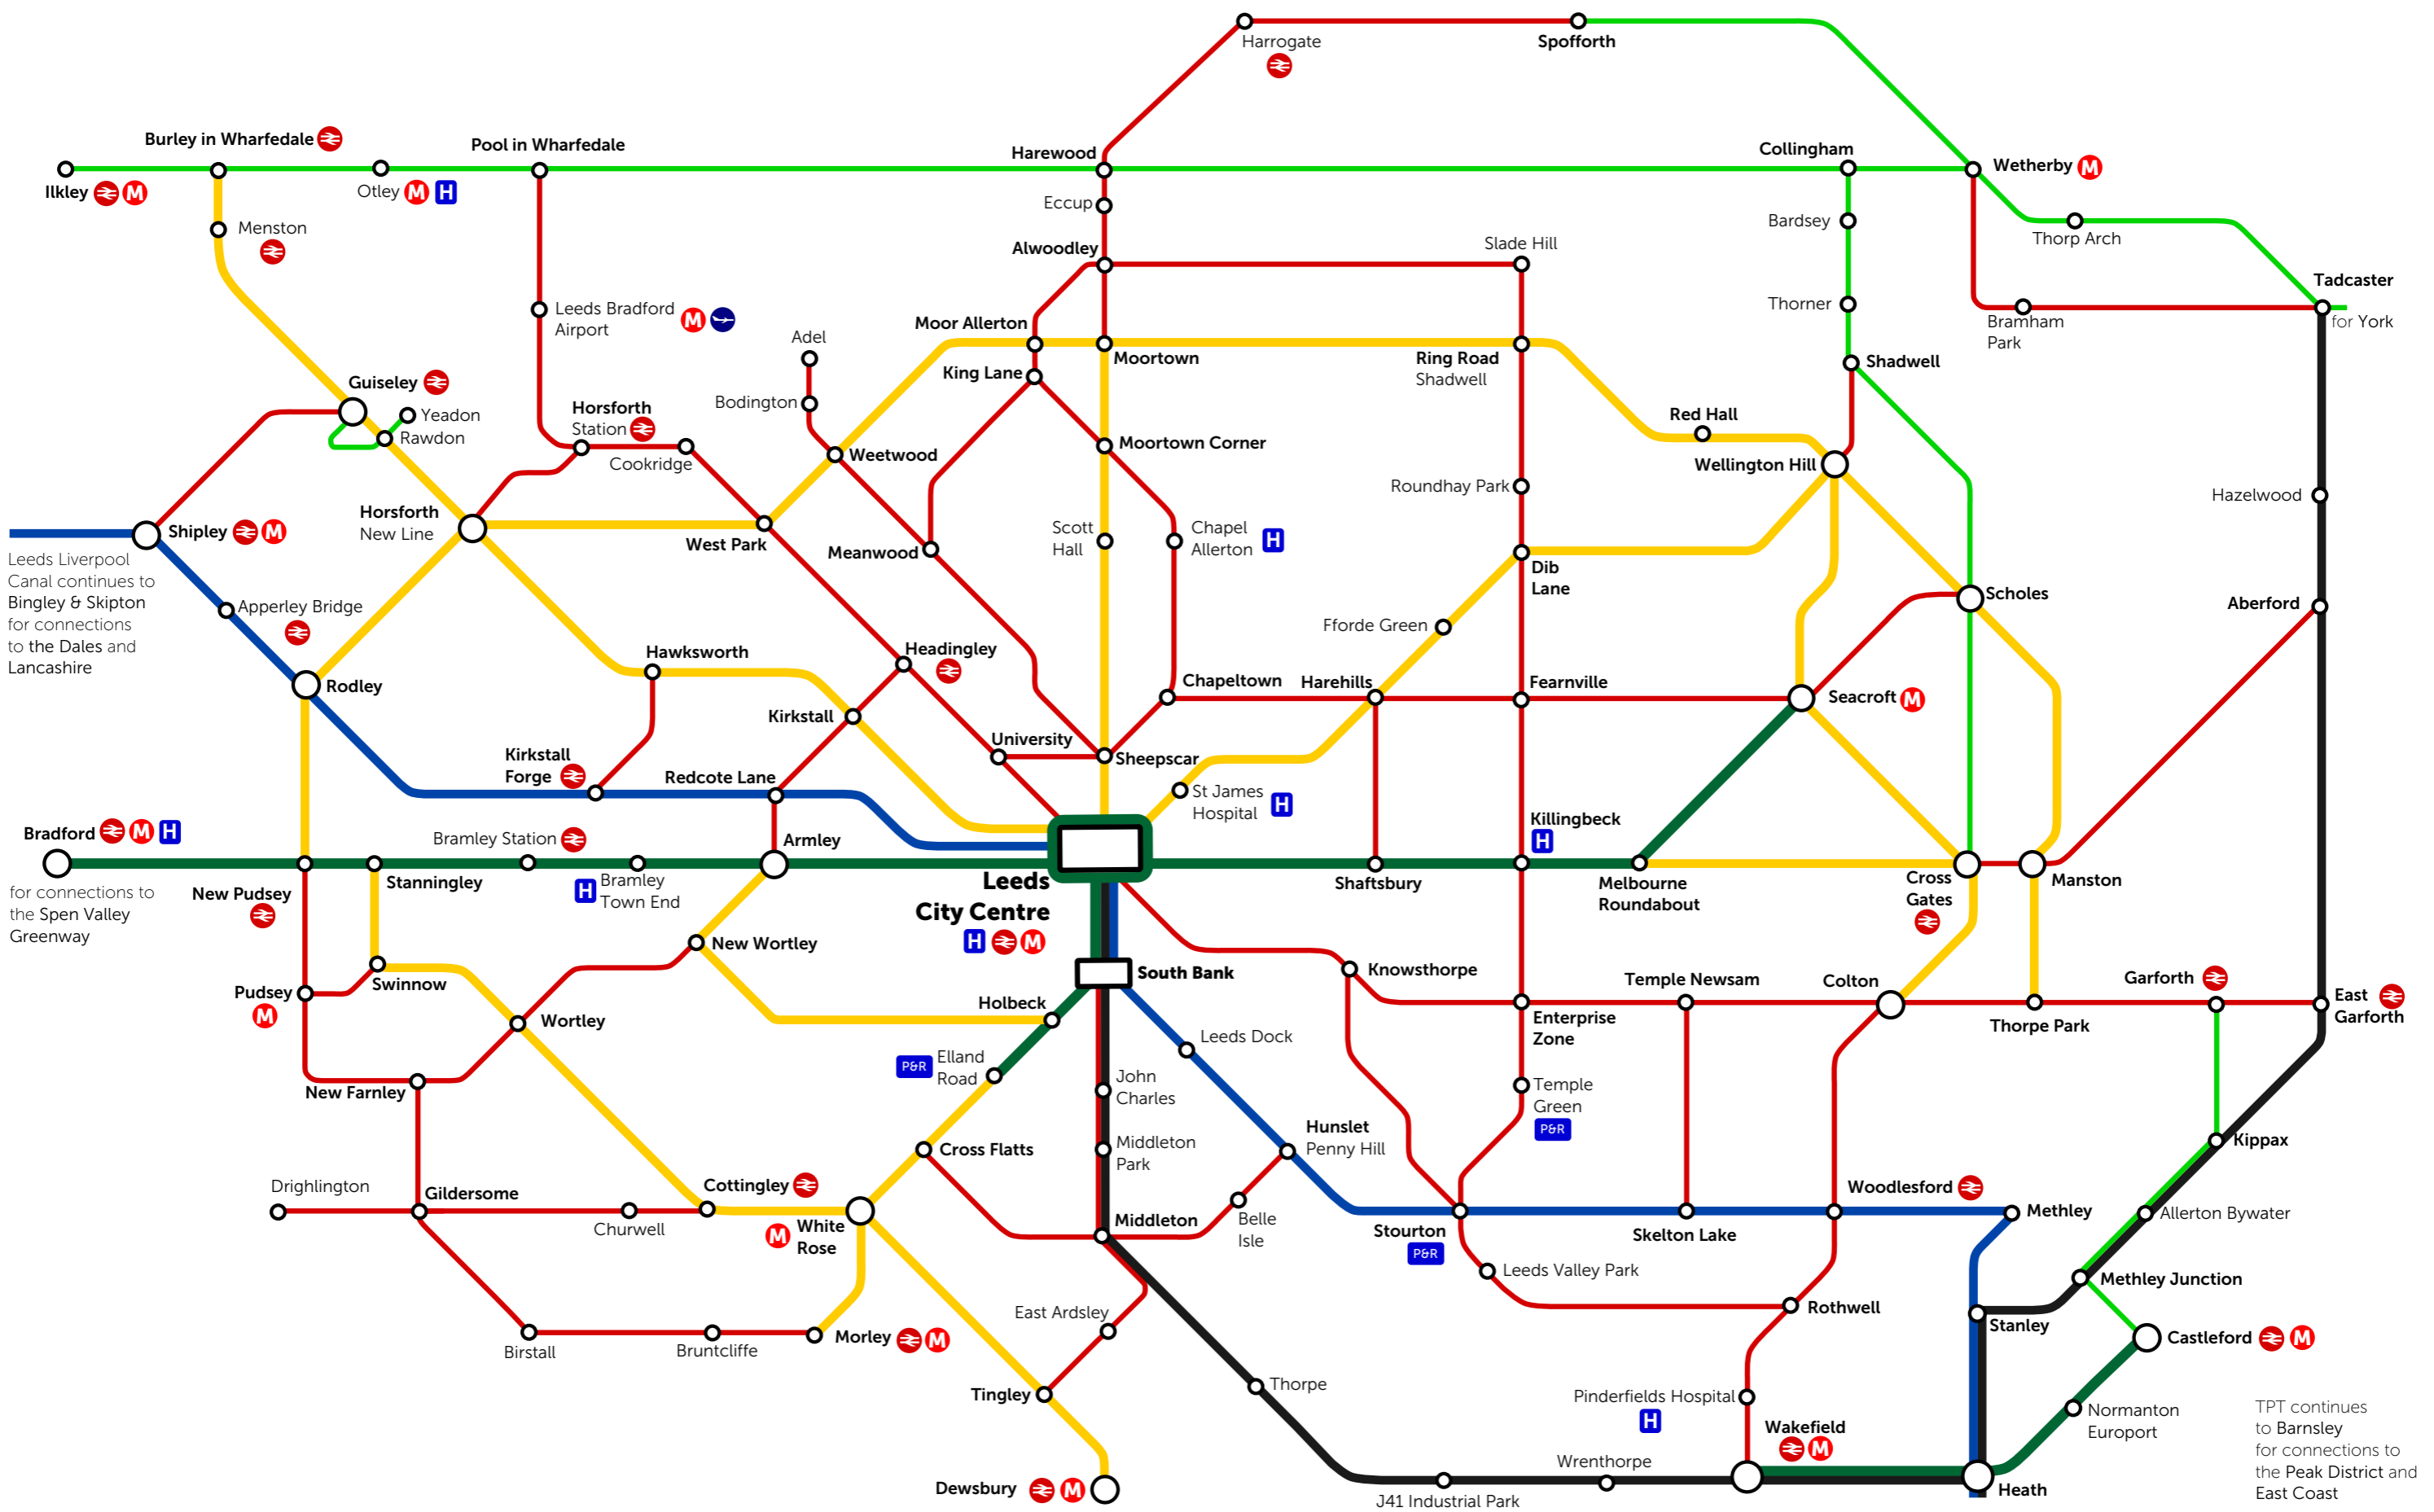 Harrogate
Spofforth
Burley in Wharfedale
Pool in Wharfedale
Harewood
Collingham
Wetherby M
Ilkley M
Otley M H
Eccup
Bardsey
Menston
Thorp Arch
Slade Hill
Alwoodley
Tadcaster
for York
Leeds Bradford
Airport
M
Thorner
Bramham
Park
Moor Allerton
Adel
Moortown
Ring Road
Shadwell
Shadwell
King Lane
Guiseley
Yeadon
Rawdon
Bodington
Horsforth
Station
Cookridge
Weetwood
Moortown Corner
Red Hall
Wellington Hill
Roundhay Park
Hazelwood
Horsforth
New Line
Shipley M
West Park
Meanwood
Scott
Hall
Chapel
Allerton
H
Dib
Lane
Leeds Liverpool
Canal continues to
Bingley & Skipton
for connections
to the Dales and
Lancashire
Apperley Bridge
Scholes
Aberford
Fforde Green
Rodley
Hawksworth
Headingley
Chapeltown
Harehills
Fearnville
Seacroft M
Kirkstall
University
Sheepscar
Kirkstall
Forge
Redcote Lane
St James
Hospital
H
Bradford M H
for connections to
the Spen Valley
Greenway
Bramley Station
Armley
Killingbeck
H
New Pudsey
Stanningley
H
Bramley
Town End
Leeds
City Centre
H M
Shaftsbury
Melbourne
Roundabout
Cross
Gates
Manston
New Wortley
South Bank
Knowsthorpe
Temple Newsam
Colton
Garforth
East
Garforth
Pudsey
M
Swinnow
Wortley
Holbeck
Enterprise
Zone
Thorpe Park
Leeds Dock
P&R
Elland
Road
John
Charles
Temple
Green
P&R
New Farnley
Cross Flatts
Middleton
Park
Hunslet
Penny Hill
Kippax
Drighlington
Gildersome
Churwell
Cottingley
M
White
Rose
Middleton
Belle
Isle
Stourton
P&R
Skelton Lake
Woodlesford
Methley
Allerton Bywater
Leeds Valley Park
Methley Junction
Birstall
Bruntcliffe
Morley M
East Ardsley
Rothwell
Stanley
Castleford M
Tingley
Thorpe
Pinderfields Hospital
H
Wakefield
M
Normanton
Europort
TPT continues
to Barnsley
for connections to
the Peak District and
East Coast
Dewsbury M
J41 Industrial Park
Wrenthorpe
Heath